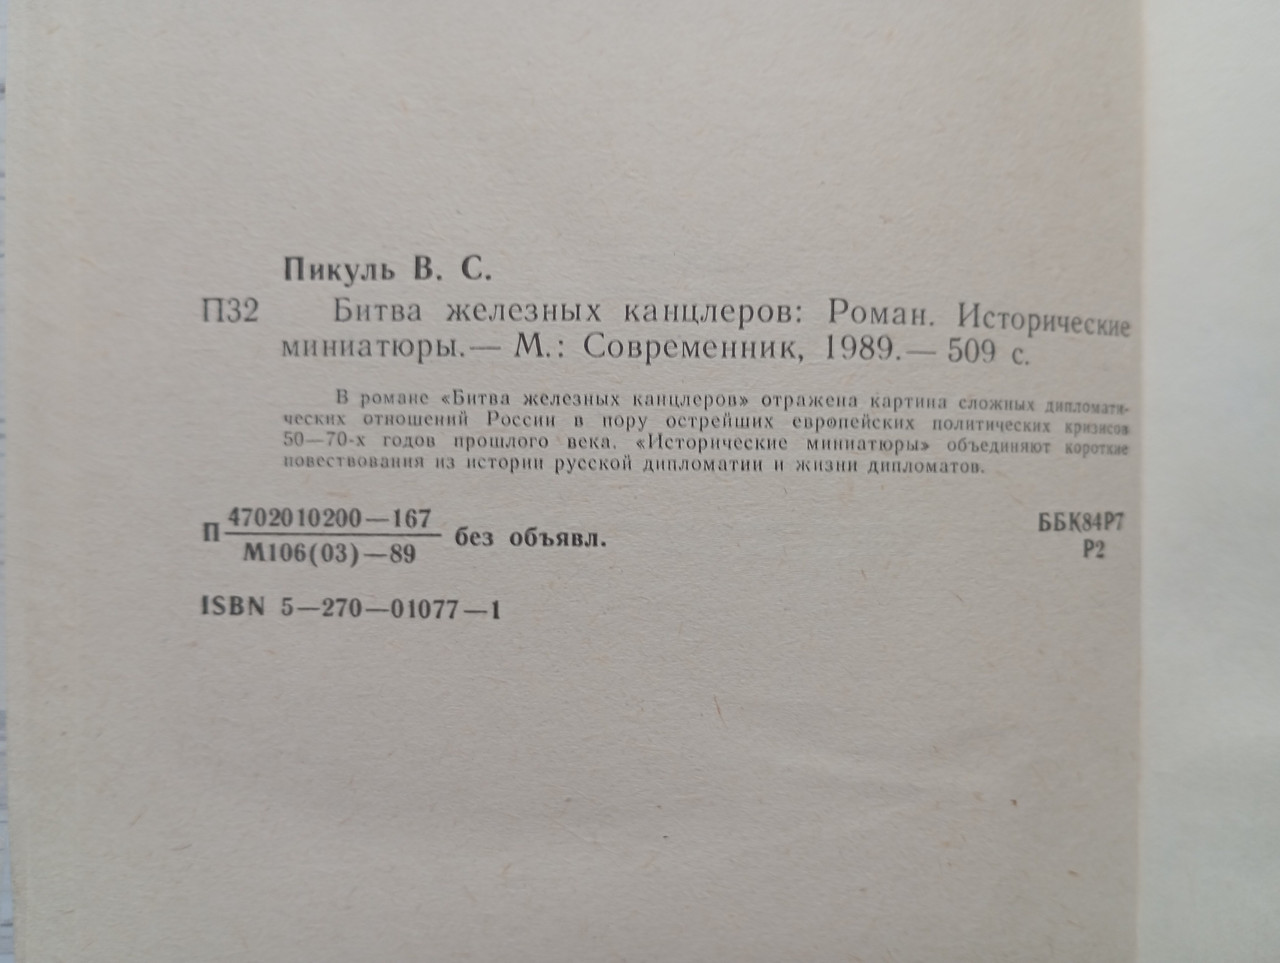 Пикуль В. С.
П32 Битва железных канцлеров: Роман. Исторические
миниатюры.— М.: Современник, 1989.— 509 с.
В романе «Битва железных канцлеров» отражена картина сложных дипломати-
ческих отношений России в пору острейших европейских политических кризисов
50—70-х годов прошлого века. «Исторические миниатюры» объединяют короткие
повествования из истории русской дипломатии и жизни дипломатов.
П 4702010200—167
М106(03)—89 без объявл.
ББК84Р7
Р2
ISBN 5—270—01077—1